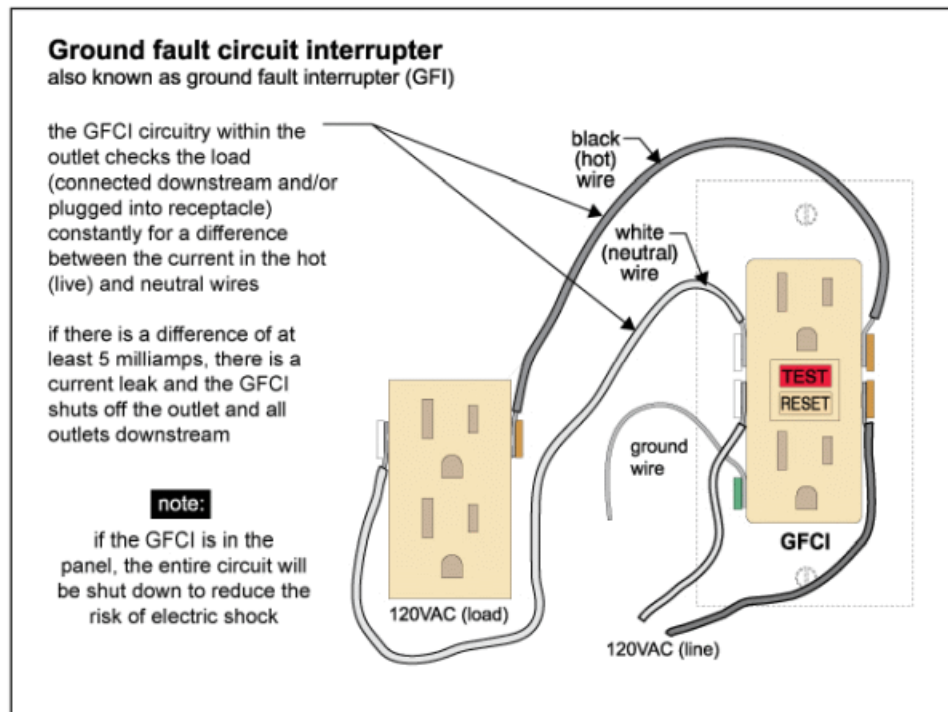 Ground fault circuit interrupter
also known as ground fault interrupter (GFI)
the GFCI circuitry within the
outlet checks the load
(connected downstream and/or
plugged into receptacle)
constantly for a difference
between the current in the hot
(live) and neutral wires
if there is a difference of at
least 5 milliamps, there is a
current leak and the GFCI
shuts off the outlet and all
outlets downstream
note:
if the GFCI is in the
panel, the entire circuit will
be shut down to reduce the
risk of electric shock
black
(hot)
wire
white
(neutral)
wire
TEST
RESET
ground
wire
GFCI
120VAC (load)
120VAC (line)